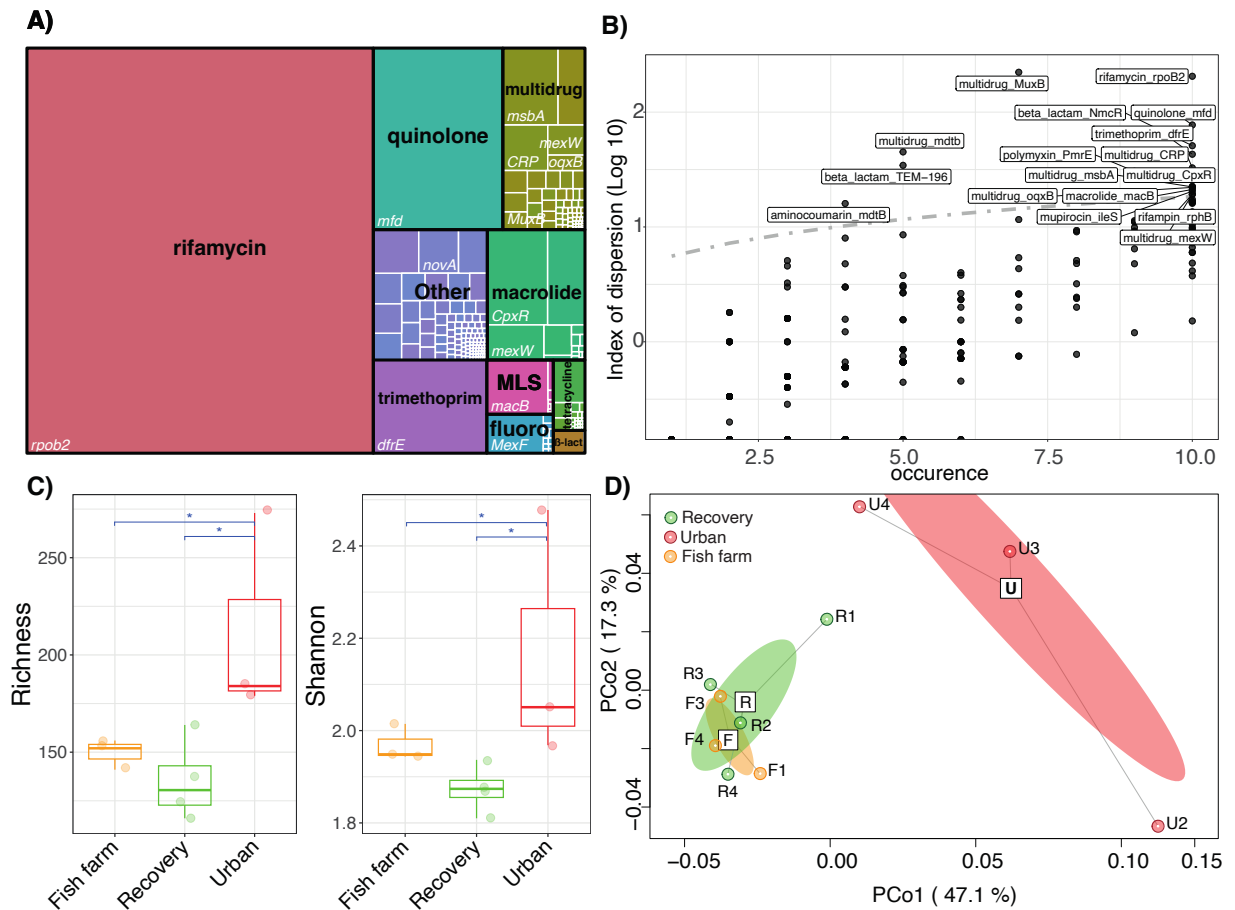 A)
rifamycin
rpob2
quinolone
mfd
multidrug
msbA
mexW
CRP
oqxB
MuxB
novA
Other
macrolide
CpxR
mexW
trimethoprim
dfrE
MLS
macB
tetracycline
fluoro
MexF
ß-lact
B)
Index of dispersion (Log 10)
2
1
0
multidrug_MuxB
rifamycin_rpoB2
beta_lactam_NmcR
quinolone_mfd
multidrug_mdtb
trimethoprim_dfrE
polymyxin_PmrE
multidrug_CRP
beta_lactam_TEM−196
multidrug_msbA
multidrug_CpxR
multidrug_oqxB
macrolide_macB
aminocoumarin_mdtB
mupirocin_ileS
rifampin_rphB
multidrug_mexW
2.5
5.0
7.5
10.0
occurence
C)
Richness
250
200
150
*
*
Fish farm
Recovery
Urban
Shannon
2.4
2.2
2.0
1.8
*
*
Fish farm
Recovery
Urban
D)
Recovery
Urban
Fish farm
PCo2 ( 17.3 %)
0.04
0.00
−0.04
U4
U3
U
R1
R3
F3
R
R2
F4
F
F1
R4
U2
−0.05
0.00
0.05
0.10
0.15
PCo1 ( 47.1 %)